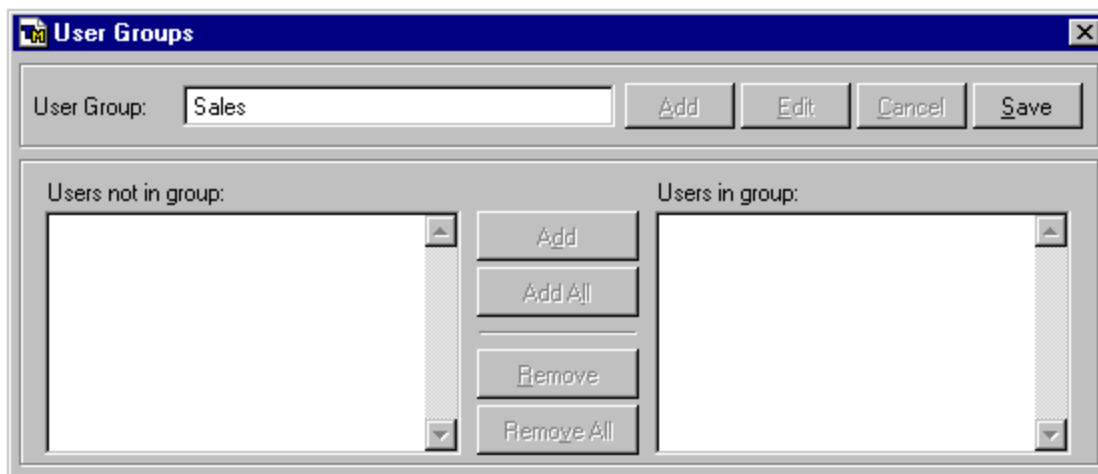 User Groups
User Group: Sales Add Edit Cancel Save
Users not in group: Users in group:
Add
Add All
Remove
Remove All